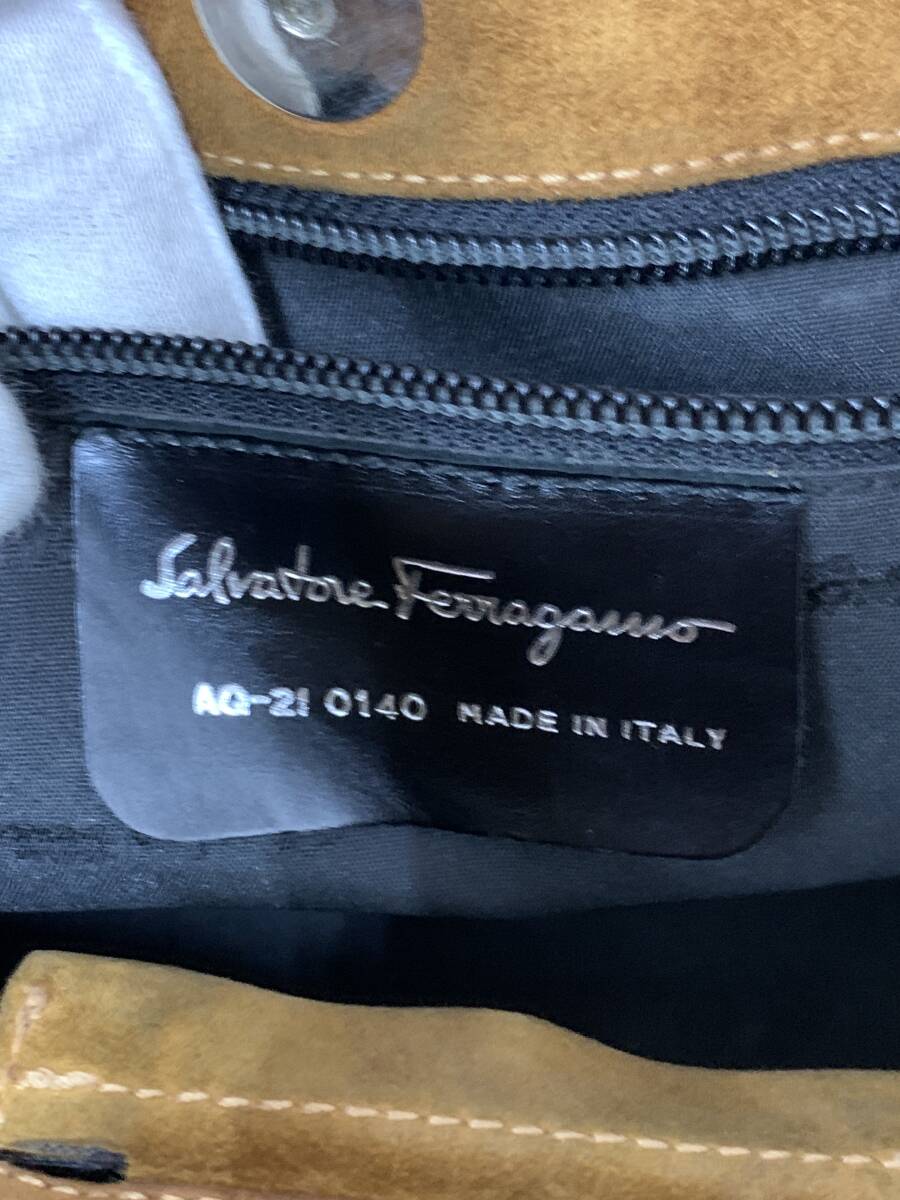 Salvatore Ferragamo
AQ-21 0140 MADE IN ITALY